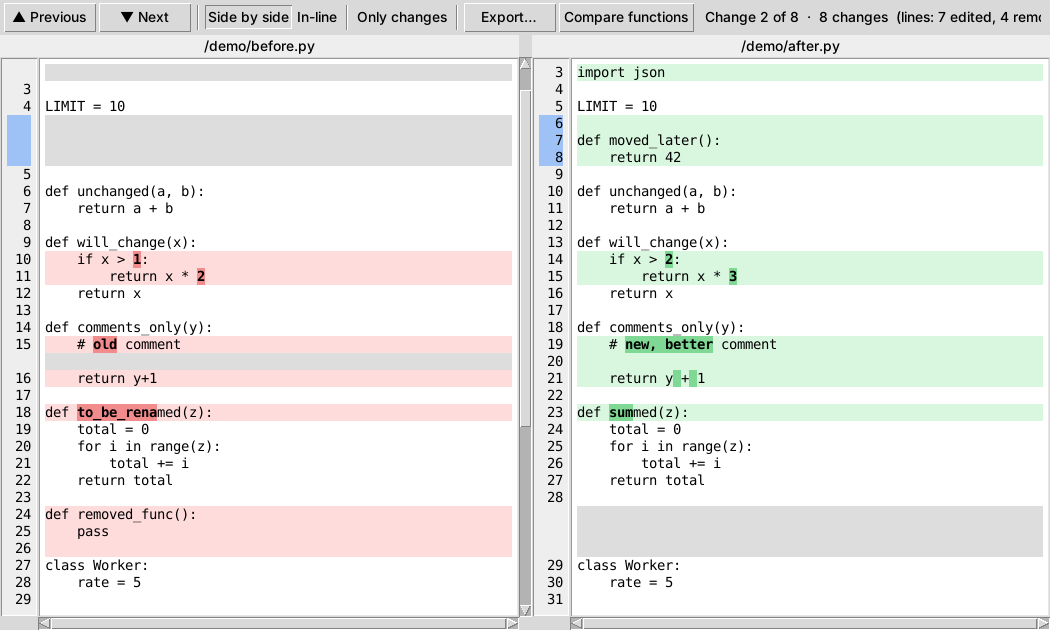 ▲ Previous ▼ Next Side by side In-line Only changes Export... Compare functions Change 2 of 8 · 8 changes (lines: 7 edited, 4
/demo/before.py
3
4 LIMIT = 10
5
6 def unchanged(a, b):
7     return a + b
8
9 def will_change(x):
10     if x > 1:
11         return x * 2
12     return x
13
14 def comments_only(y):
15     # old comment
16     return y+1
17
18 def to_be_renamed(z):
19     total = 0
20     for i in range(z):
21         total += i
22     return total
23
24 def removed_func():
25     pass
26
27 class Worker:
28     rate = 5
29
/demo/after.py
3 import json
4
5 LIMIT = 10
6
7 def moved_later():
8     return 42
9
10 def unchanged(a, b):
11     return a + b
12
13 def will_change(x):
14     if x > 2:
15         return x * 3
16     return x
17
18 def comments_only(y):
19     # new, better comment
20
21     return y + 1
22
23 def summed(z):
24     total = 0
25     for i in range(z):
26         total += i
27     return total
28
29 class Worker:
30     rate = 5
31